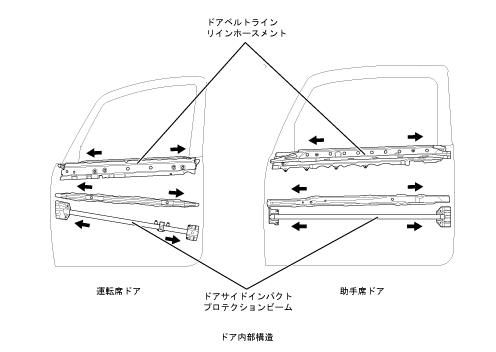 ドアベルトライン
リインホースメント
運転席ドア
助手席ドア
ドアサイドインパクト
プロテクションビーム
ドア内部構造